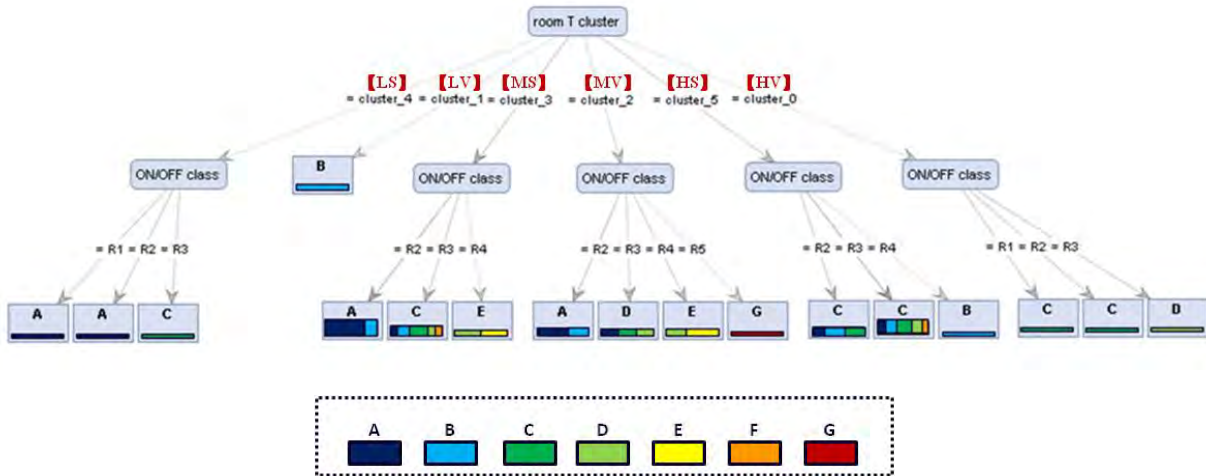 room T cluster
【LS】 【LV】 【MS】 【MV】 【HS】 【HV】
= cluster_4 = cluster_1 = cluster_3 = cluster_2 = cluster_5 = cluster_0
ON/OFF class B ON/OFF class ON/OFF class ON/OFF class ON/OFF class
= R1 = R2 = R3 = R2 = R3 = R4 = R2 = R3 = R4 = R5 = R2 = R3 = R4 = R1 = R2 = R3
A A C A C E A D E G C C B C C D
A B C D E F G